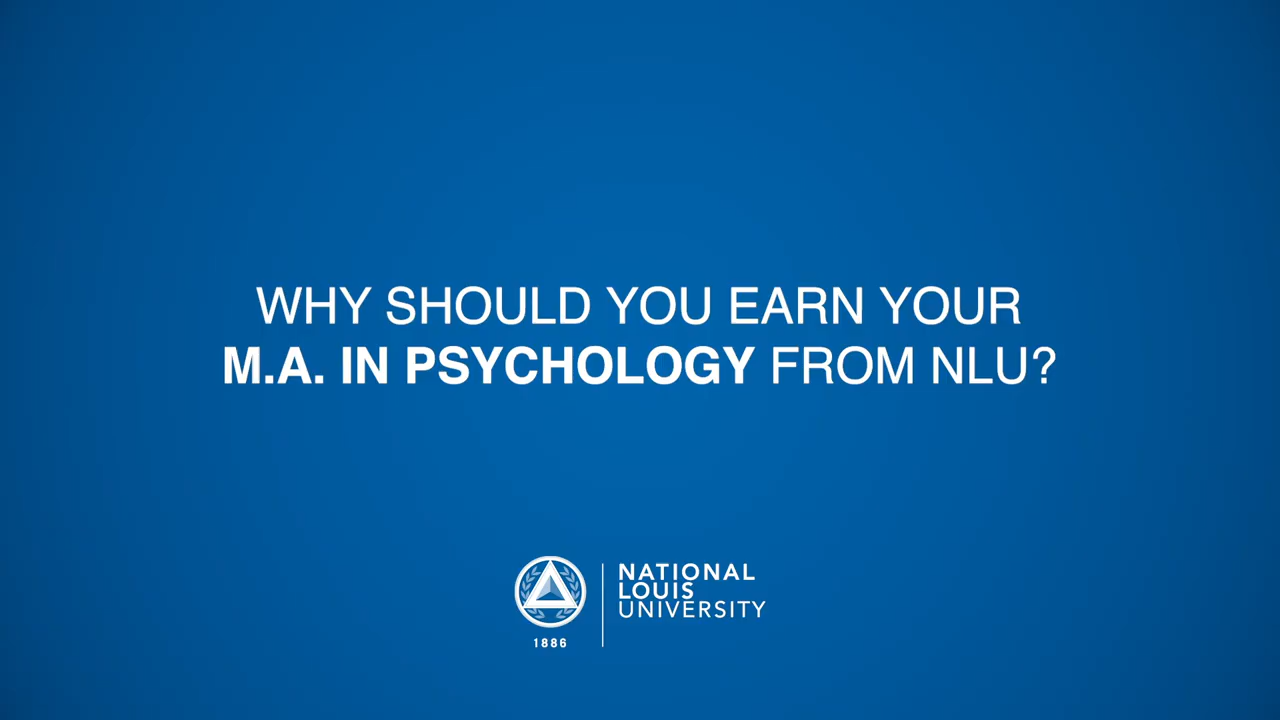 WHY SHOULD YOU EARN YOUR
M.A. IN PSYCHOLOGY FROM NLU?
NATIONAL
LOUIS
UNIVERSITY
1886